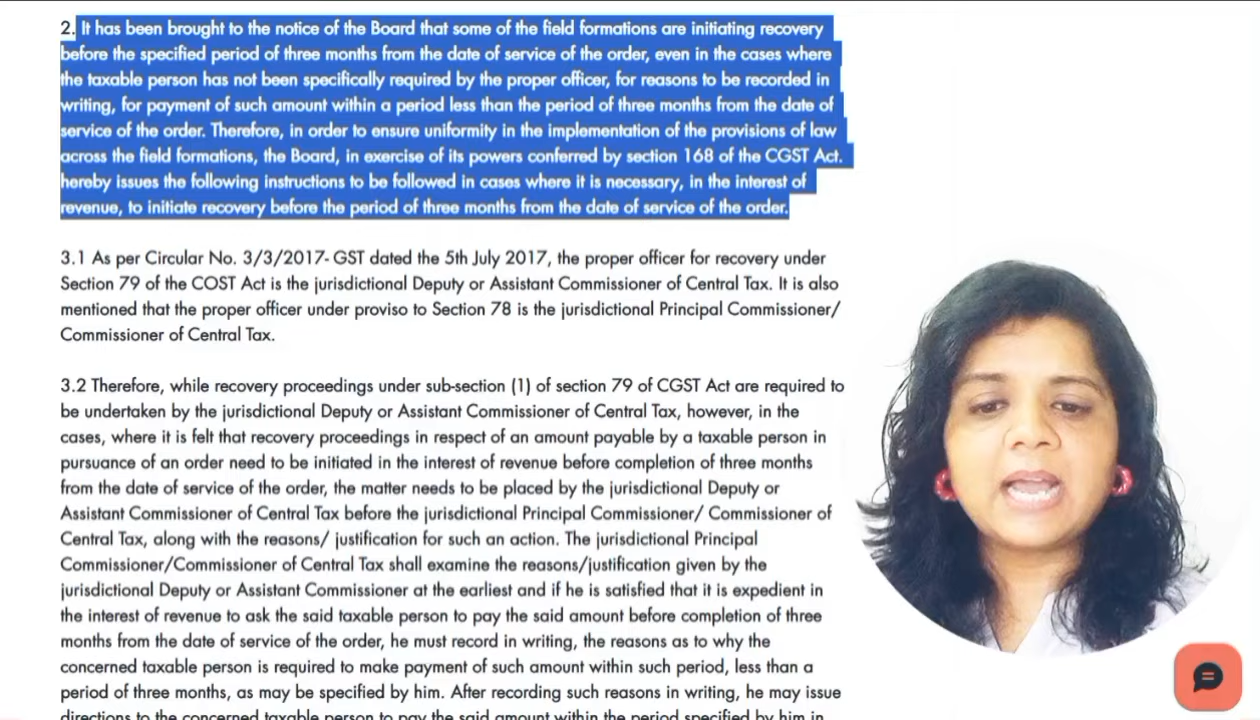 2. It has been brought to the notice of the Board that some of the field formations are initiating recovery
before the specified period of three months from the date of service of the order, even in the cases where
the taxable person has not been specifically required by the proper officer, for reasons to be recorded in
writing, for payment of such amount within a period less than the period of three months from the date of
service of the order. Therefore, in order to ensure uniformity in the implementation of the provisions of law
across the field formations, the Board, in exercise of its powers conferred by section 168 of the CGST Act.
hereby issues the following instructions to be followed in cases where it is necessary, in the interest of
revenue, to initiate recovery before the period of three months from the date of service of the order.
3.1 As per Circular No. 3/3/2017- GST dated the 5th July 2017, the proper officer for recovery under
Section 79 of the COST Act is the jurisdictional Deputy or Assistant Commissioner of Central Tax. It is also
mentioned that the proper officer under proviso to Section 78 is the jurisdictional Principal Commissioner/
Commissioner of Central Tax.
3.2 Therefore, while recovery proceedings under sub-section (1) of section 79 of CGST Act are required to
be undertaken by the jurisdictional Deputy or Assistant Commissioner of Central Tax, however, in the
cases, where it is felt that recovery proceedings in respect of an amount payable by a taxable person in
pursuance of an order need to be initiated in the interest of revenue before completion of three months
from the date of service of the order, the matter needs to be placed by the jurisdictional Deputy or
Assistant Commissioner of Central Tax before the jurisdictional Principal Commissioner/ Commissioner of
Central Tax, along with the reasons/ justification for such an action. The jurisdictional Principal
Commissioner/Commissioner of Central Tax shall examine the reasons/justification given by the
jurisdictional Deputy or Assistant Commissioner at the earliest and if he is satisfied that it is expedient in
the interest of revenue to ask the said taxable person to pay the said amount before completion of three
months from the date of service of the order, he must record in writing, the reasons as to why the
concerned taxable person is required to make payment of such amount within such period, less than a
period of three months, as may be specified by him. After recording such reasons in writing, he may issue
directions to the concerned taxable person to pay the said amount within the period specified by him in